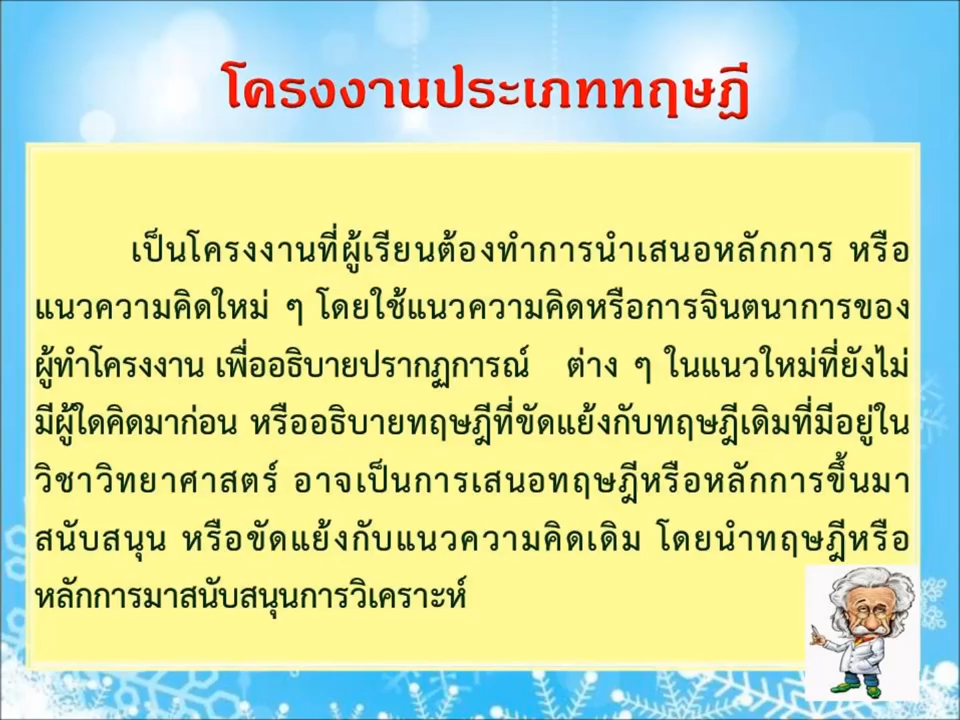 โครงงานประเภททฤษฎี
เป็นโครงงานที่ผู้เรียนต้องทำการนำเสนอหลักการ หรือ
แนวความคิดใหม่ ๆ โดยใช้แนวความคิดหรือการจินตนาการของ
ผู้ทำโครงงาน เพื่ออธิบายปรากฏการณ์ ต่าง ๆ ในแนวใหม่ที่ยังไม่
มีผู้ใดคิดมาก่อน หรืออธิบายทฤษฎีที่ขัดแย้งกับทฤษฎีเดิมที่มีอยู่ใน
วิชาวิทยาศาสตร์ อาจเป็นการเสนอทฤษฎีหรือหลักการขึ้นมา
สนับสนุน หรือขัดแย้งกับแนวความคิดเดิม โดยนำทฤษฎีหรือ
หลักการมาสนับสนุนการวิเคราะห์